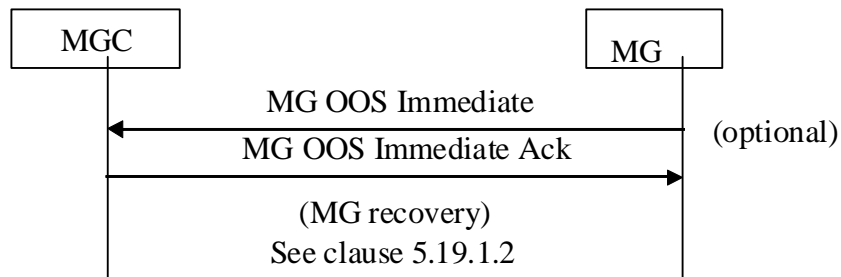 MGC
MG
MG OOS Immediate
(optional)
MG OOS Immediate Ack
(MG recovery)
See clause 5.19.1.2